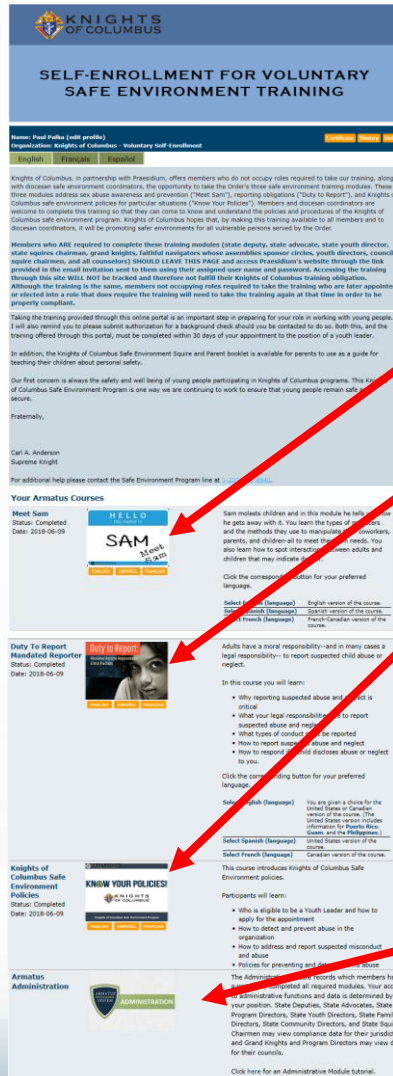 KNIGHTS
OF COLUMBUS
SELF-ENROLLMENT FOR VOLUNTARY
SAFE ENVIRONMENT TRAINING
Name: Paul Palka (edit profile)
Organization: Knights of Columbus - Voluntary Self-Enrollment
Certificate History
English Français Español
Knights of Columbus, in partnership with Praesidium, offers members who do not occupy roles required to take our training, along
with diocesan safe environment coordinators, the opportunity to take the Order's three safe environment training modules. These
three modules address sex abuse awareness and prevention ("Meet Sam"), reporting obligations ("Duty to Report"), and Knights
Columbus safe environment policies for particular situations ("Know Your Policies"). Members and diocesan coordinators are
welcome to complete this training so that they can come to know and understand the policies and procedures of the Knights of
Columbus safe environment program. Knights of Columbus hopes that, by making this training available to all members and to
diocesan coordinators, it will be promoting safer environments for all vulnerable persons served by the Order.
Members who ARE required to complete these training modules (state deputy, state advocate, state youth director,
state squires chairman, grand knights, faithful navigators whose assemblies sponsor circles, youth directors, council
squire chairmen, and all counselors) SHOULD LEAVE THIS PAGE and access Praesidium's website through the link
provided in the email invitation sent to them using their assigned user name and password. Accessing the training
through this site WILL NOT be tracked and therefore not fulfill their Knights of Columbus training obligation.
Although the training is the same, members not occupying roles required to take the training who are later appointed
or elected into a role that does require the training will need to take the training again at that time in order to be
properly compliant.
Taking the training provided through this online portal is an important step in preparing for your role in working with young people.
I will also remind you to please submit authorization for a background check should you be contacted to do so. Both this, and the
training offered through this portal, must be completed within 30 days of your appointment to the position of a youth leader.
In addition, the Knights of Columbus Safe Environment Squire and Parent booklet is available for parents to use as a guide for
teaching their children about personal safety.
Our first concern is always the safety and well being of young people participating in Knights of Columbus programs. This
of Columbus Safe Environment Program is one way we are continuing to work to ensure that young people remain safe
secure.
Fraternally,
Carl A. Anderson
Supreme Knight
For additional help please contact the Safe Environment Program line at
Your Armatus Courses
Meet Sam
Status: Completed
Date: 2018-06-09
HELLO
my name is
SAM
Meet
Sam
ENGLISH ESPAÑOL FRANÇAIS
Sam molests children and in this module he tells
he gets away with it. You learn the types of
and the methods they use to manipulate coworkers,
parents, and children-all to meet needs. You
also learn how to spot interactions between adults and
children that may indicate
Click the corresponding button for your preferred
language.
Select English (language) English version of the course.
Select Spanish (language) Spanish version of the course.
Select French (language) French-Canadian version of the course.
Duty To Report
Mandated Reporter
Status: Completed
Date: 2018-06-09
Duty to Report:
ENGLISH ESPAÑOL FRANÇAIS
Adults have a moral responsibility--and in many cases a
legal responsibility-- to report suspected child abuse or
neglect.
In this course you will learn:
• Why reporting suspected abuse and is
critical
• What your legal responsibilities to report
suspected abuse and
• What types of conduct be reported
• How to report abuse and neglect
• How to respond child discloses abuse or neglect
to you.
Click the button for your preferred
language.
Select English (language) You are given a choice for the
United States or Canadian
version of the course. (The
United States version includes
information for Puerto Rico,
Guam, and the Philippines.)
Select Spanish (language) United States version of the
course.
Select French (language) Canadian version of the course.
Knights of
Columbus Safe
Environment
Policies
Status: Completed
Date: 2018-06-09
KNOW YOUR POLICIES!
KNIGHTS
OF COLUMBUS
ENGLISH ESPAÑOL FRANÇAIS
This course introduces Knights of Columbus Safe
Environment policies.
Participants will learn:
• Who is eligible to be a Youth Leader and how to
apply for the appointment
• How to detect and prevent abuse in the
organization
• How to address and report suspected misconduct
and abuse
• Policies for preventing and abuse
Armatus
Administration
ADMINISTRATION
The records which members
completed all required modules. Your
to administrative functions and data is determined by
your position. State Deputies, State Advocates, State
Program Directors, State Youth Directors, State
Directors, State Community Directors, and State
Chairmen may view compliance data for their
and Grand Knights and Program Directors may view
for their councils.
Click here for an Administrative Module tutorial.